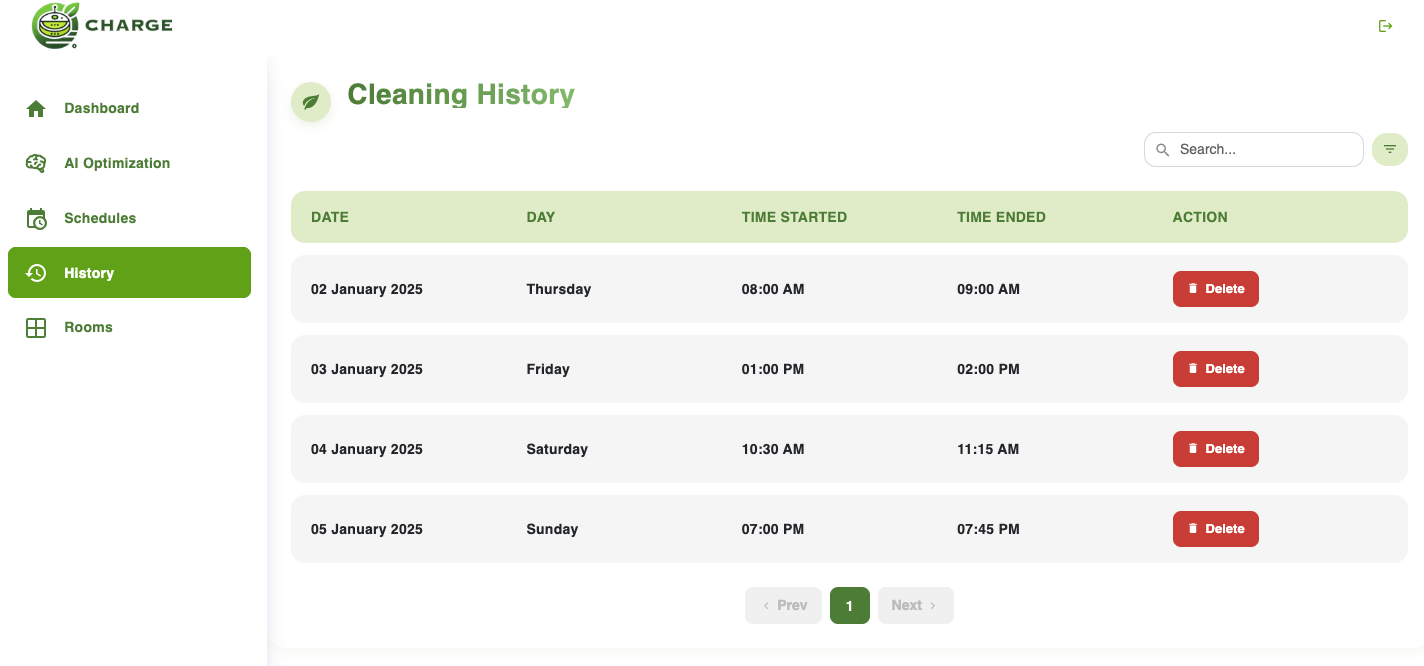 CHARGE
Dashboard
AI Optimization
Schedules
History
Rooms
Cleaning History
Search...
DATE DAY TIME STARTED TIME ENDED ACTION
02 January 2025 Thursday 08:00 AM 09:00 AM Delete
03 January 2025 Friday 01:00 PM 02:00 PM Delete
04 January 2025 Saturday 10:30 AM 11:15 AM Delete
05 January 2025 Sunday 07:00 PM 07:45 PM Delete
‹ Prev 1 Next ›